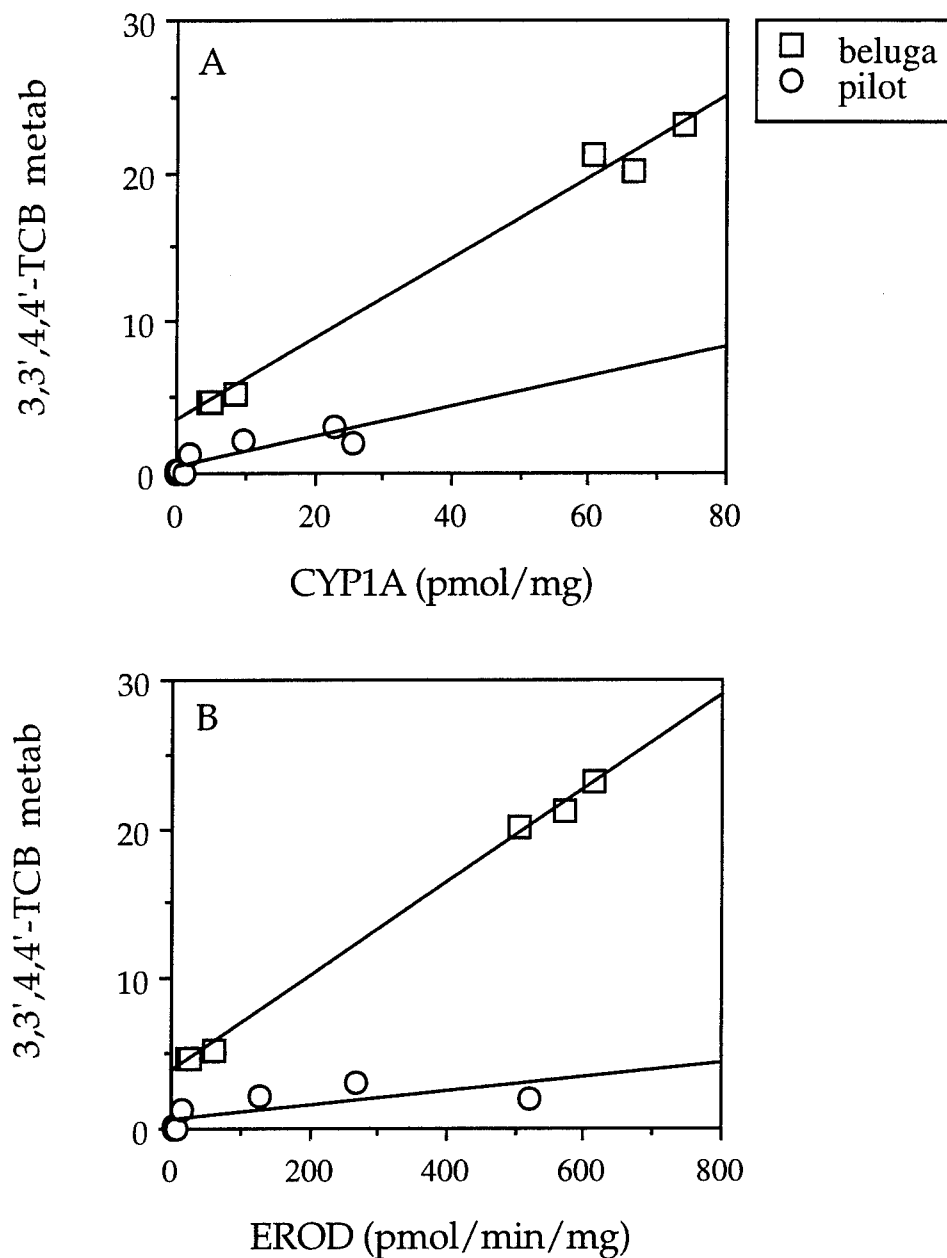 A
beluga
pilot
30
20
10
0
3,3',4,4'-TCB metab
0 20 40 60 80
CYP1A (pmol/mg)
B
30
20
10
0
3,3',4,4'-TCB metab
0 200 400 600 800
EROD (pmol/min/mg)